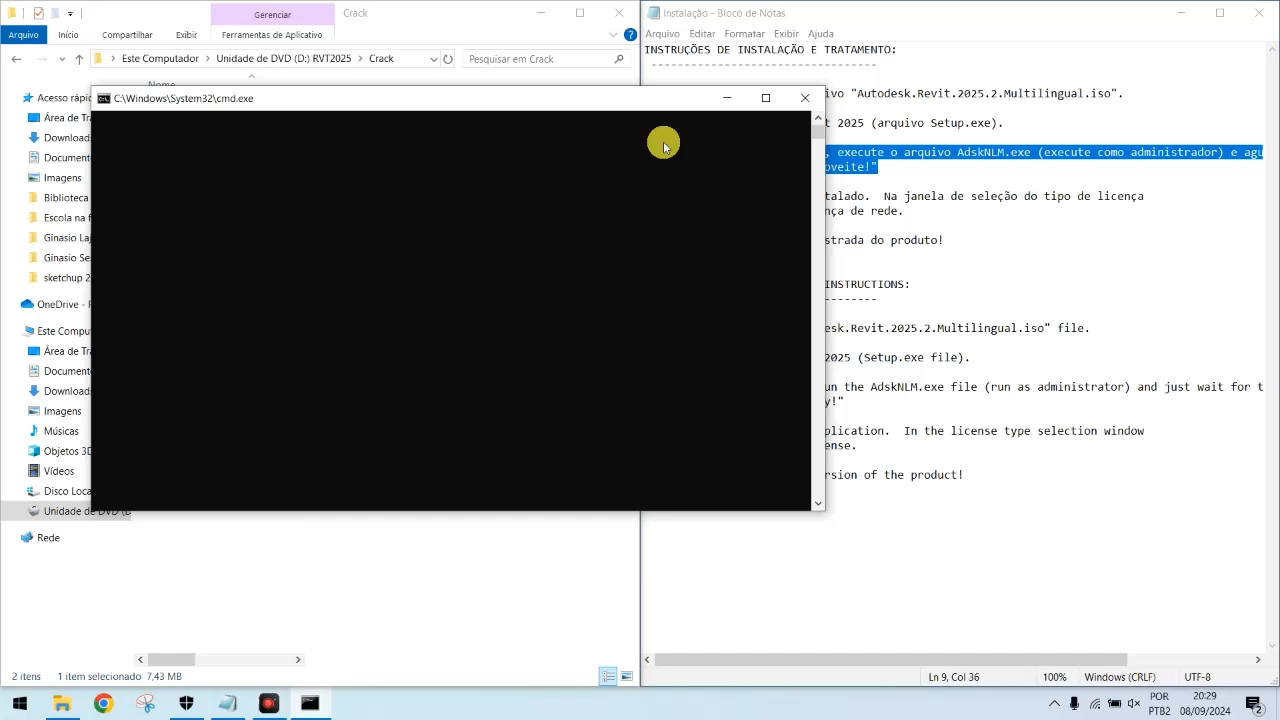 Gerenciar
Crack
Arquivo
Início
Compartilhar
Exibir
Ferramentas de Aplicativo
Este Computador
Unidade de DVD (D:) RVT2025
Crack
Pesquisar em Crack
Acesso rápi
Área de Tra
Download
Document
Imagens
Biblioteca
Escola na f
Ginasio Laj
Ginasio Se
sketchup 2
OneDrive -
Este Compu
Área de Tra
Document
Download
Imagens
Músicas
Objetos 3D
Vídeos
Disco Loca
Unidade de DVD (D
Rede
2 itens
1 item selecionado 7,43 MB
C:\Windows\System32\cmd.exe
Instalação - Bloco de Notas
Arquivo Editar Formatar Exibir Ajuda
INSTRUÇÕES DE INSTALAÇÃO E TRATAMENTO:
-------------------------------
ivo "Autodesk.Revit.2025.2.Multilingual.iso".
t 2025 (arquivo Setup.exe).
, execute o arquivo AdskNLM.exe (execute como administrador) e agu
oveite!"
talado. Na janela de seleção do tipo de licença
nça de rede.
strada do produto!
INSTRUCTIONS:
--------
esk.Revit.2025.2.Multilingual.iso" file.
2025 (Setup.exe file).
un the AdskNLM.exe file (run as administrator) and just wait for t
y!"
plication. In the license type selection window
ense.
rsion of the product!
Ln 9, Col 36
100%
Windows (CRLF)
UTF-8
POR
PTB2
20:29
08/09/2024
2